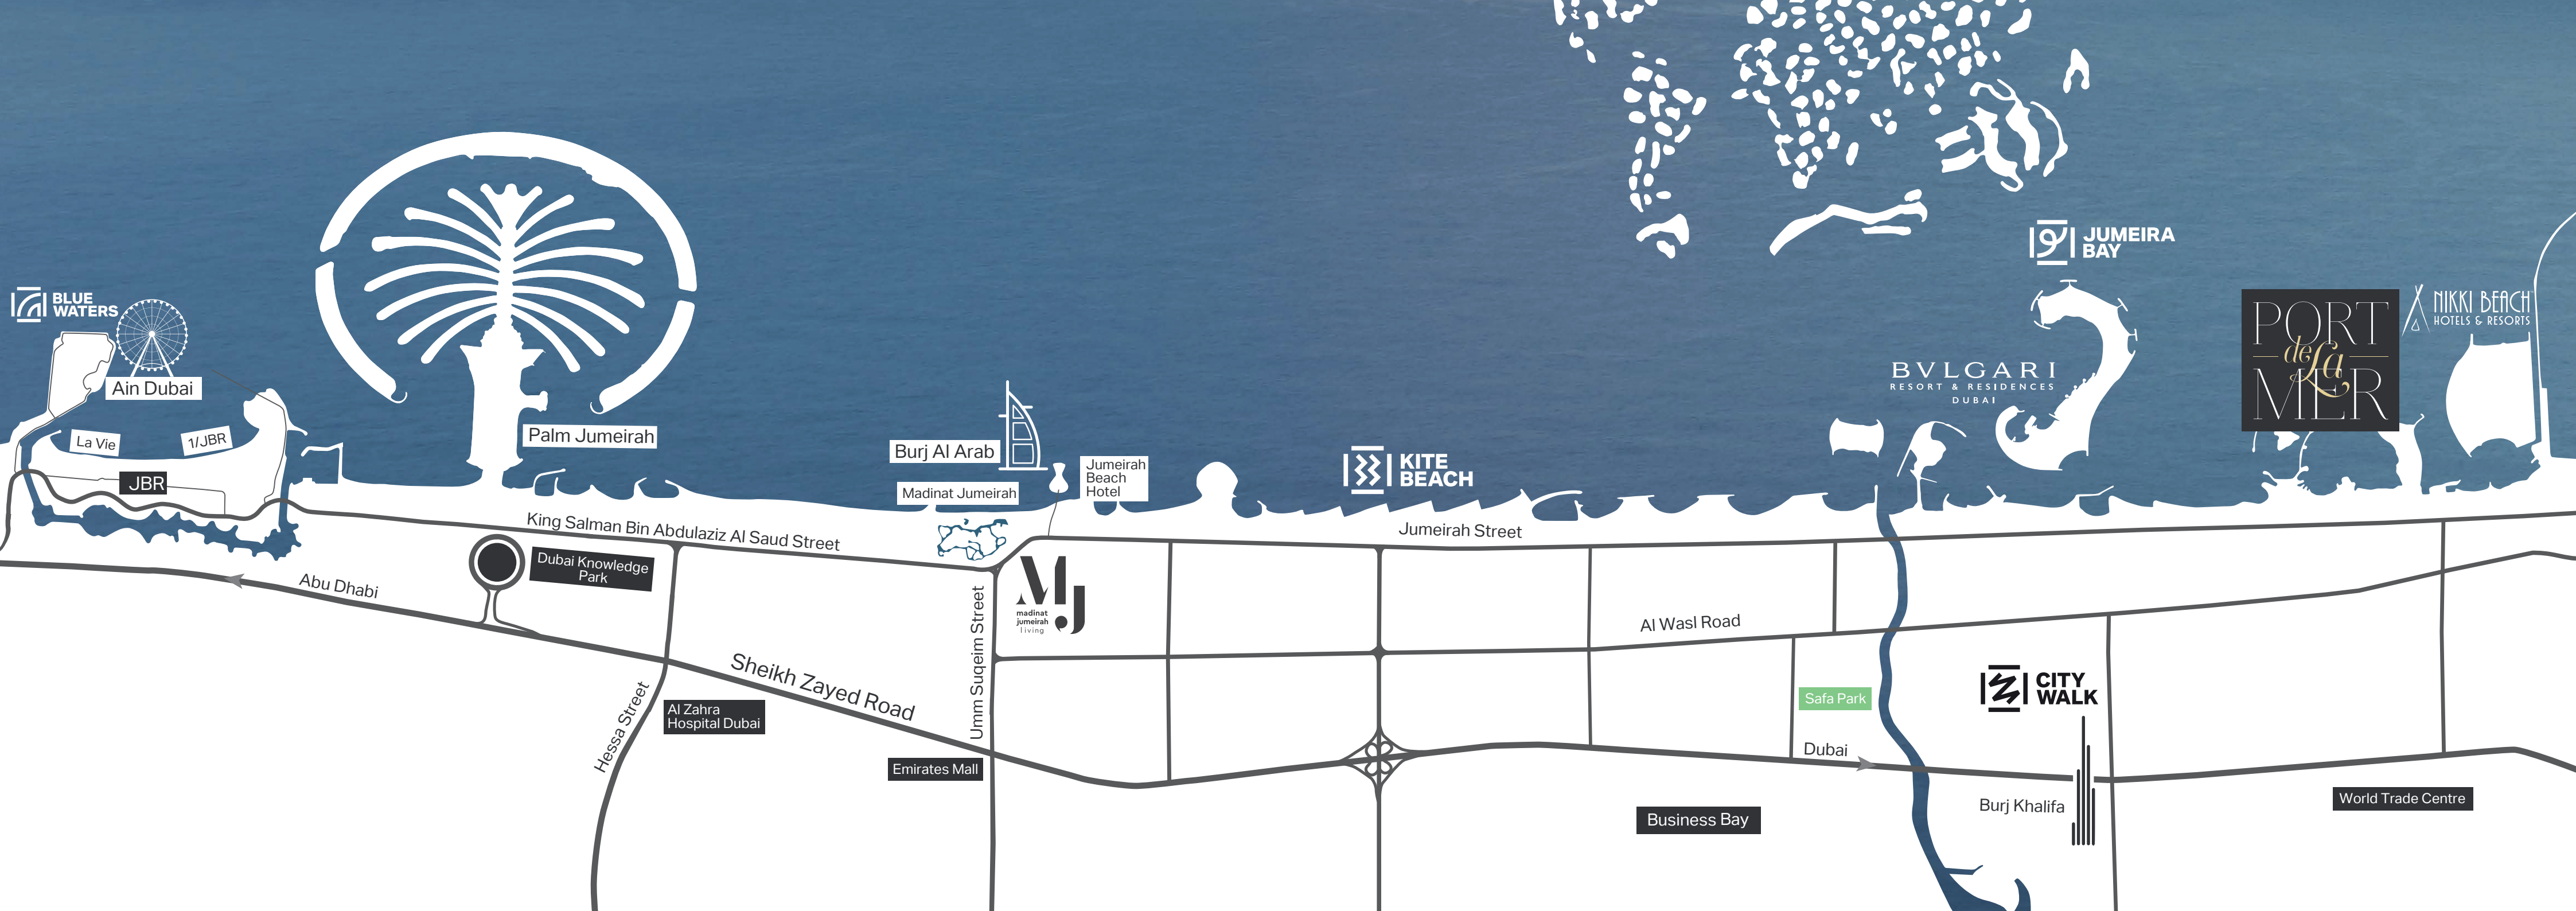 JUMEIRA
BAY
BLUE
WATERS
PORT
de La
MER
NIKKI BEACH
HOTELS & RESORTS
BVLGARI
RESORT & RESIDENCES
DUBAI
Ain Dubai
La Vie
1/JBR
JBR
Palm Jumeirah
Burj Al Arab
Madinat Jumeirah
Jumeirah
Beach
Hotel
KITE
BEACH
King Salman Bin Abdulaziz Al Saud Street
Jumeirah Street
Dubai Knowledge
Park
Abu Dhabi
MJ
madinat
jumeirah
living
Umm Suqeim Street
Al Wasl Road
Sheikh Zayed Road
Hessa Street
Al Zahra
Hospital Dubai
Emirates Mall
Safa Park
CITY
WALK
Dubai
Burj Khalifa
Business Bay
World Trade Centre